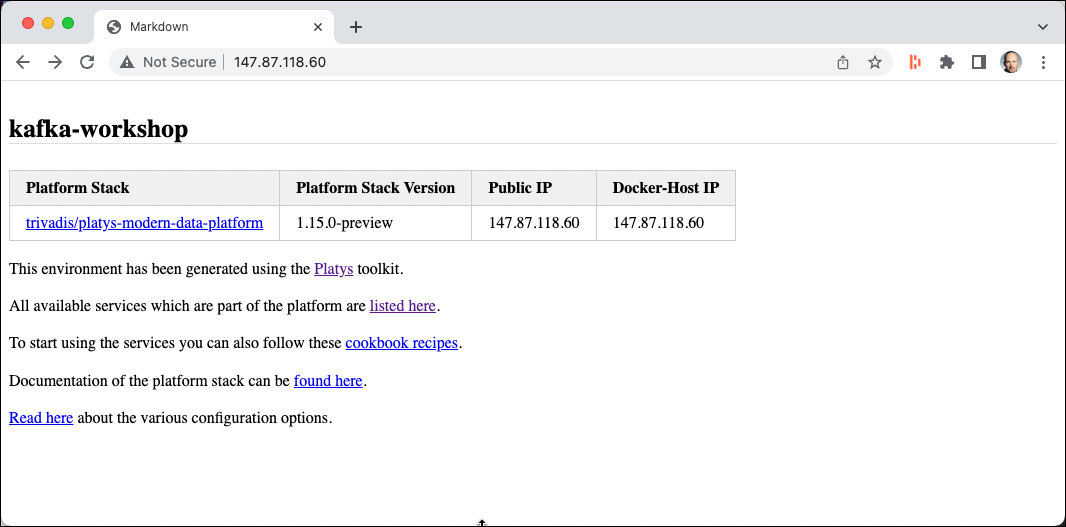 Markdown
Not Secure 147.87.118.60
kafka-workshop
Platform Stack Platform Stack Version Public IP Docker-Host IP
trivadis/platys-modern-data-platform 1.15.0-preview 147.87.118.60 147.87.118.60
This environment has been generated using the Platys toolkit.
All available services which are part of the platform are listed here.
To start using the services you can also follow these cookbook recipes.
Documentation of the platform stack can be found here.
Read here about the various configuration options.